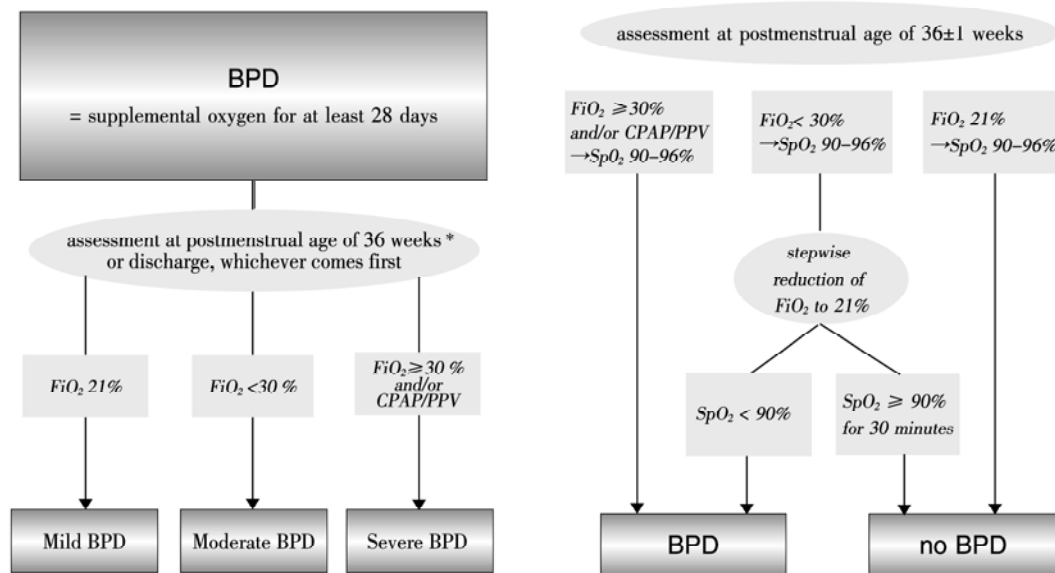 BPD
= supplemental oxygen for at least 28 days
assessment at postmenstrual age of 36 weeks *
or discharge, whichever comes first
FiO₂ 21%
FiO₂ <30 %
FiO₂≥30 %
and/or
CPAP/PPV
Mild BPD
Moderate BPD
Severe BPD
assessment at postmenstrual age of 36±1 weeks
FiO₂ ≥30%
and/or CPAP/PPV
→Sp0₂ 90–96%
FiO₂< 30%
→SpO₂ 90–96%
FiO₂ 21%
→SpO₂ 90–96%
stepwise
reduction of
FiO₂ to 21%
SpO₂ < 90%
SpO₂ ≥ 90%
for 30 minutes
BPD
no BPD